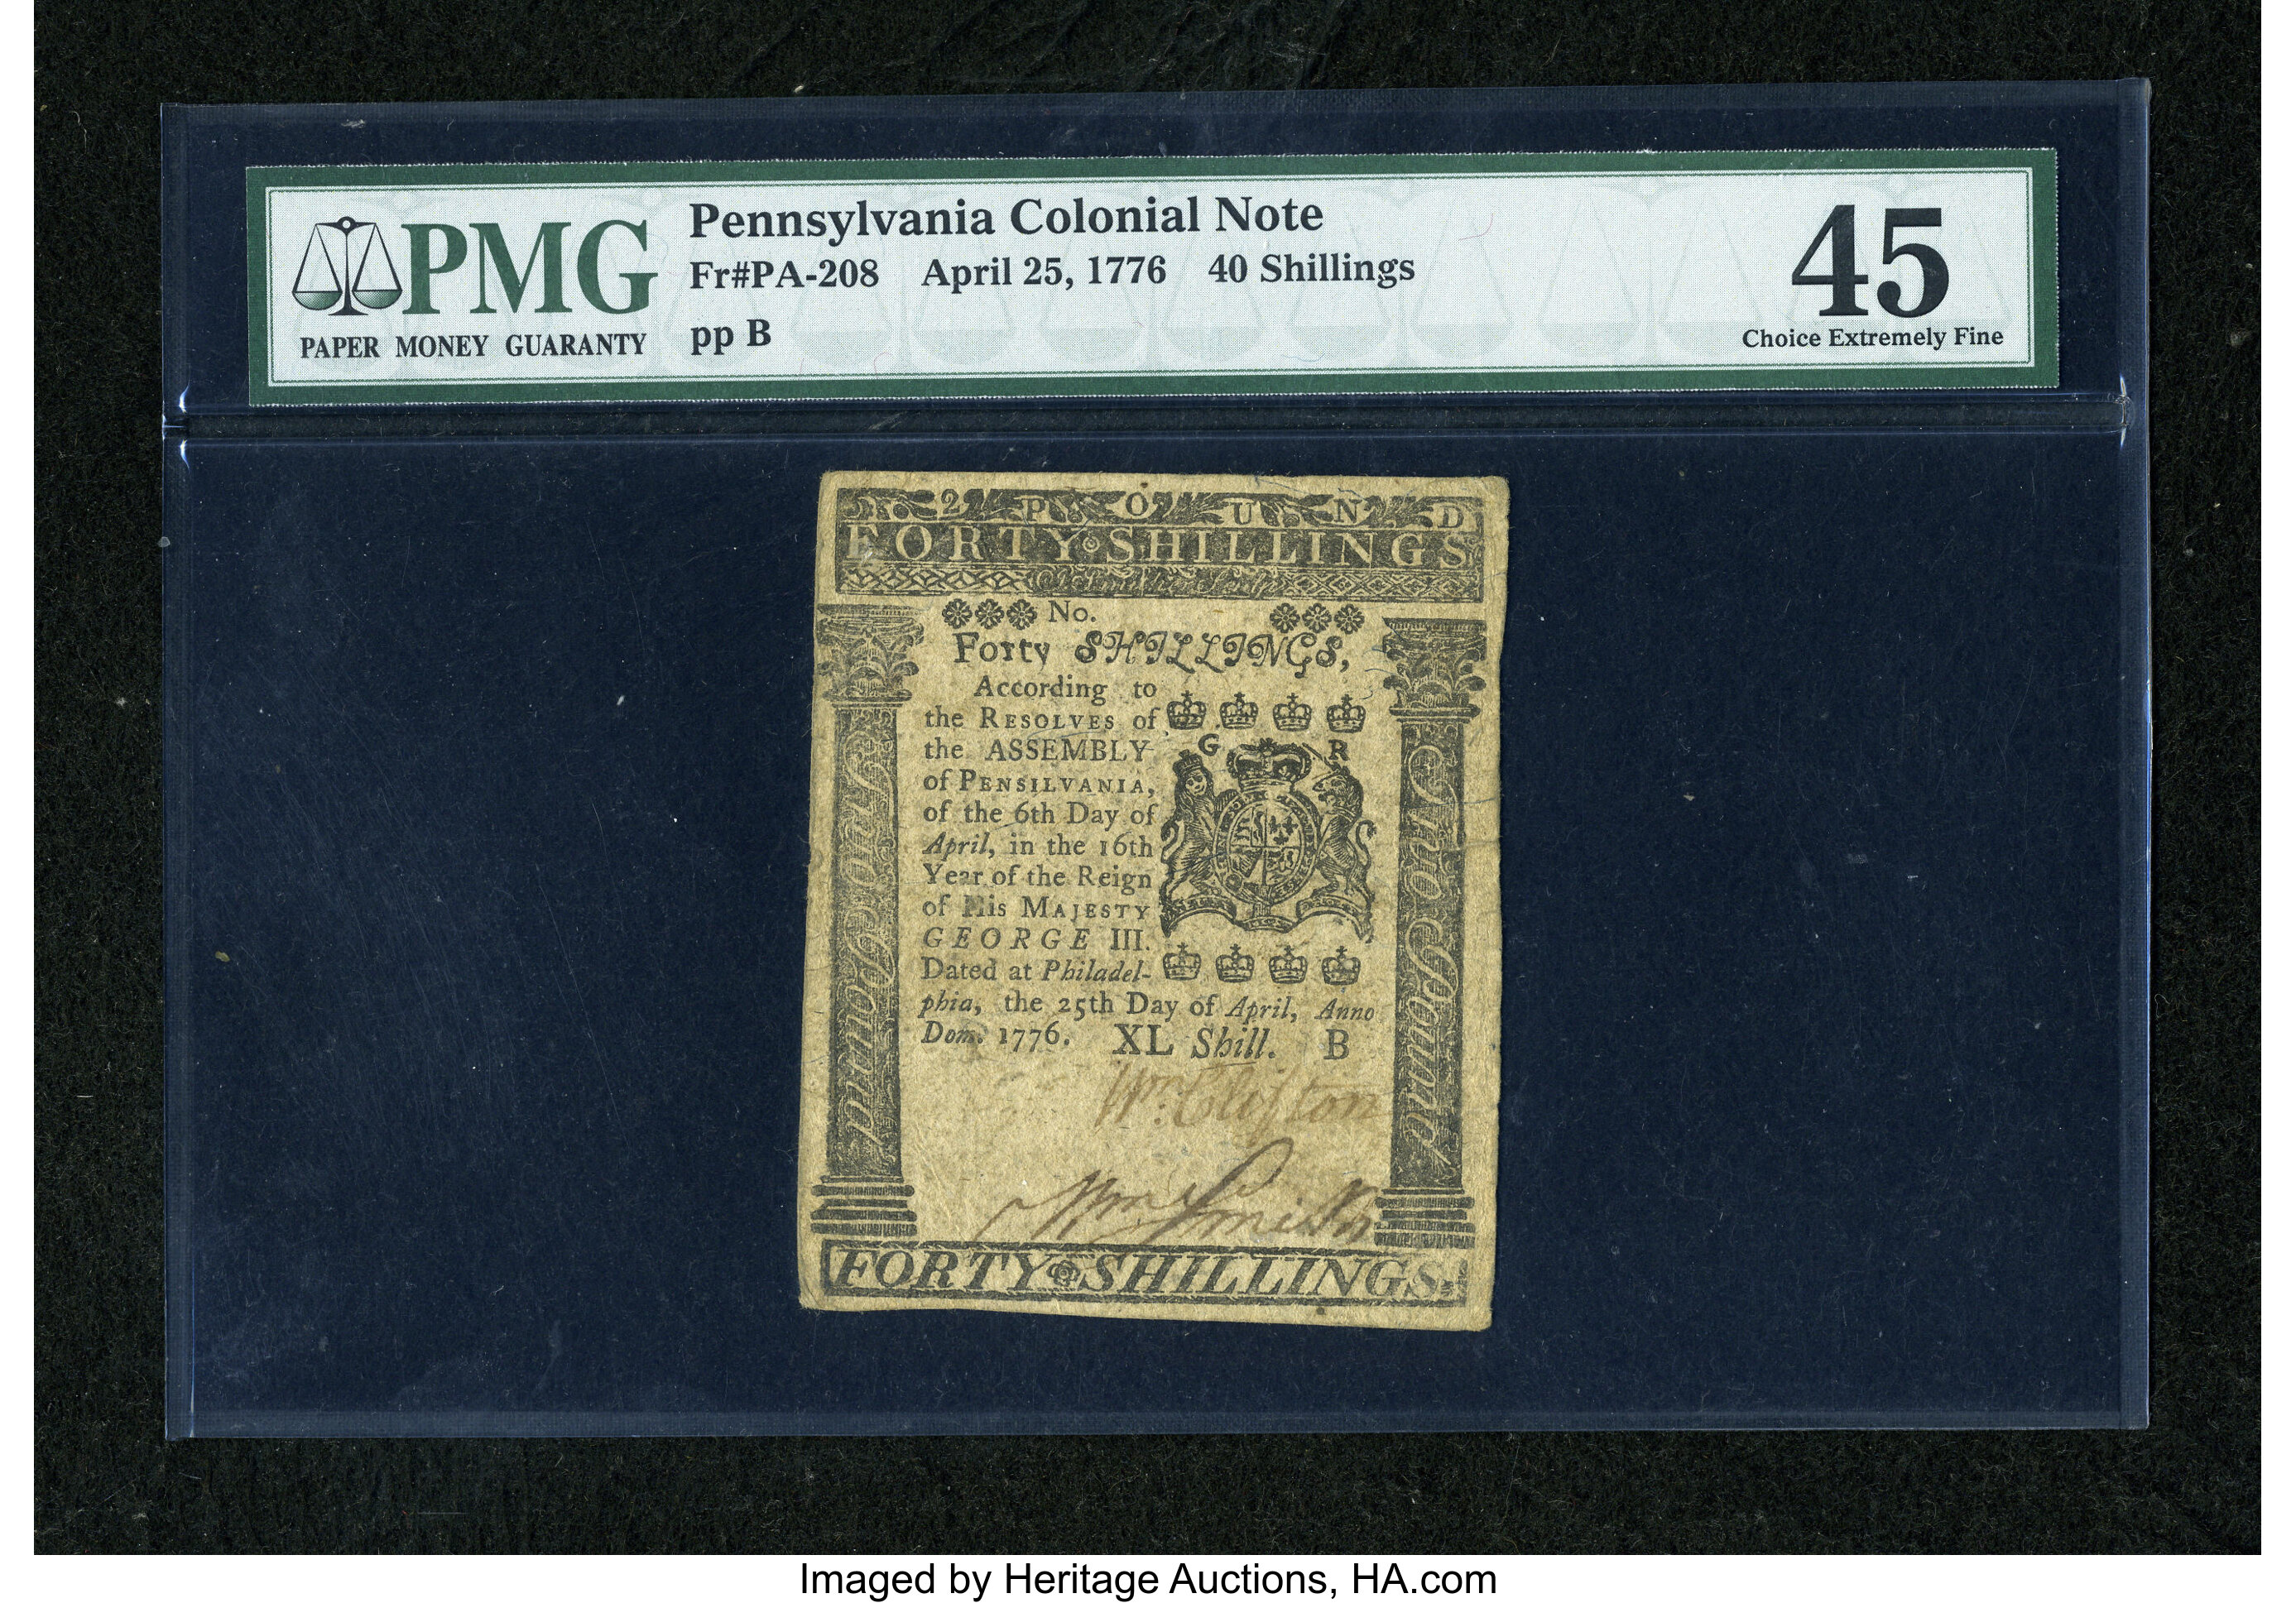 PMG
PAPER MONEY GUARANTY
Pennsylvania Colonial Note
Fr#PA-208 April 25, 1776 40 Shillings
pp B
45
Choice Extremely Fine
2 POUND
FORTY SHILLINGS
No.
Forty SHILLINGS,
According to
the RESOLVES of
the ASSEMBLY
of PENSILVANIA,
of the 6th Day of
April, in the 16th
Year of the Reign
of His MAJESTY
GEORGE III.
Dated at Philadel-
phia, the 25th Day of April, Anno
Dom. 1776. XL Shill. B
G R
Two Pound
Two Pound
Wm. Clifton
Wm Smith
FORTY SHILLINGS
Imaged by Heritage Auctions, HA.com